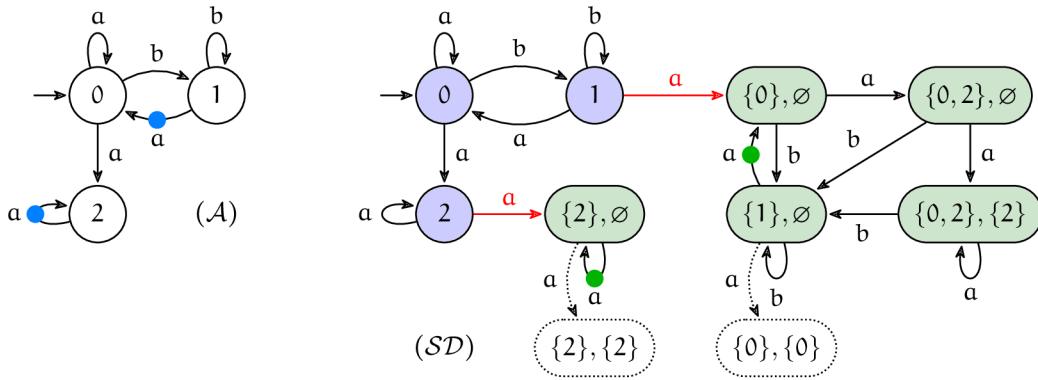 a b a b
b a
0 1 0 1 {0}, ∅ {0, 2}, ∅
a a b
a a a b a
a 2 (𝒜) a 2 a {2}, ∅ {1}, ∅ {0, 2}, {2}
b
a a a b a
(𝒮𝒟) {2}, {2} {0}, {0}